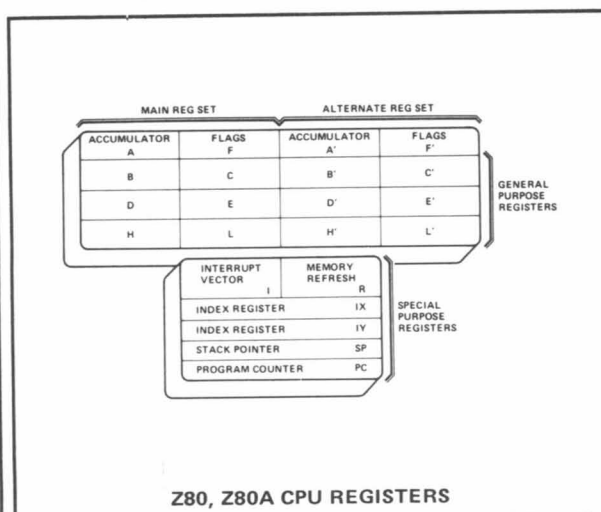 MAIN REG SET ALTERNATE REG SET
ACCUMULATOR FLAGS ACCUMULATOR FLAGS
A F A' F'
B C B' C'
D E D' E'
H L H' L'
GENERAL
PURPOSE
REGISTERS
INTERRUPT MEMORY
VECTOR REFRESH
I R
INDEX REGISTER IX
INDEX REGISTER IY
STACK POINTER SP
PROGRAM COUNTER PC
SPECIAL
PURPOSE
REGISTERS
Z80, Z80A CPU REGISTERS